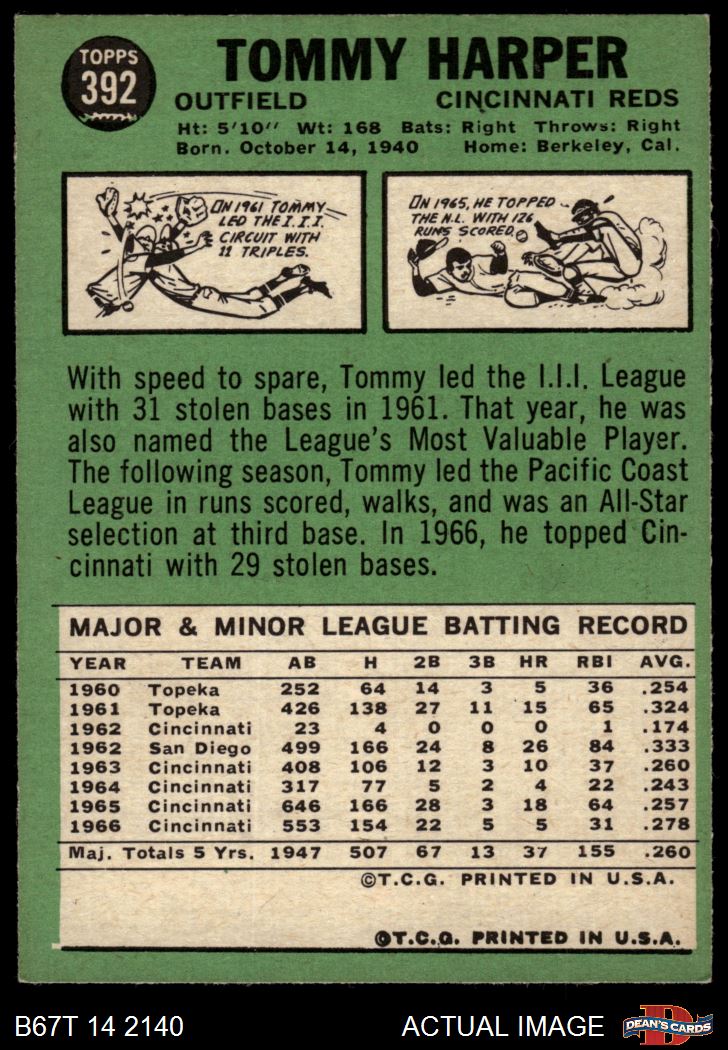 TOPPS
392
TOMMY HARPER
OUTFIELD CINCINNATI REDS
Ht: 5'10" Wt: 168 Bats: Right Throws: Right
Born. October 14, 1940 Home: Berkeley, Cal.
ON 1961 TOMMY
LED THE I.I.I.
CIRCUIT WITH
11 TRIPLES.
ON 1965, HE TOPPED
THE N.L. WITH 126
RUNS SCORED.
With speed to spare, Tommy led the I.I.I. League
with 31 stolen bases in 1961. That year, he was
also named the League's Most Valuable Player.
The following season, Tommy led the Pacific Coast
League in runs scored, walks, and was an All-Star
selection at third base. In 1966, he topped Cin-
cinnati with 29 stolen bases.
MAJOR & MINOR LEAGUE BATTING RECORD
YEAR TEAM AB H 2B 3B HR RBI AVG.
1960 Topeka 252 64 14 3 5 36 .254
1961 Topeka 426 138 27 11 15 65 .324
1962 Cincinnati 23 4 0 0 0 1 .174
1962 San Diego 499 166 24 8 26 84 .333
1963 Cincinnati 408 106 12 3 10 37 .260
1964 Cincinnati 317 77 5 2 4 22 .243
1965 Cincinnati 646 166 28 3 18 64 .257
1966 Cincinnati 553 154 22 5 5 31 .278
Maj. Totals 5 Yrs. 1947 507 67 13 37 155 .260
©T.C.G. PRINTED IN U.S.A.
©T.C.G. PRINTED IN U.S.A.
B67T 14 2140 ACTUAL IMAGE
D
DEAN'S CARDS